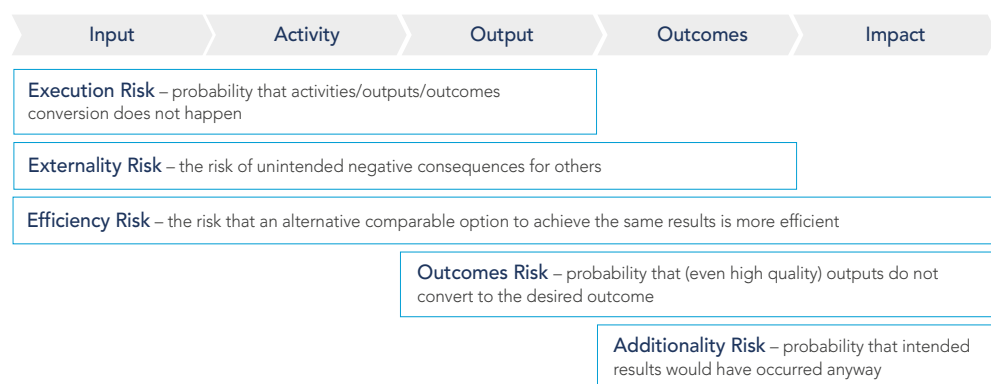 Input
Activity
Output
Outcomes
Impact
Execution Risk – probability that activities/outputs/outcomes
conversion does not happen
Externality Risk – the risk of unintended negative consequences for others
Efficiency Risk – the risk that an alternative comparable option to achieve the same results is more efficient
Outcomes Risk – probability that (even high quality) outputs do not
convert to the desired outcome
Additionality Risk – probability that intended
results would have occurred anyway